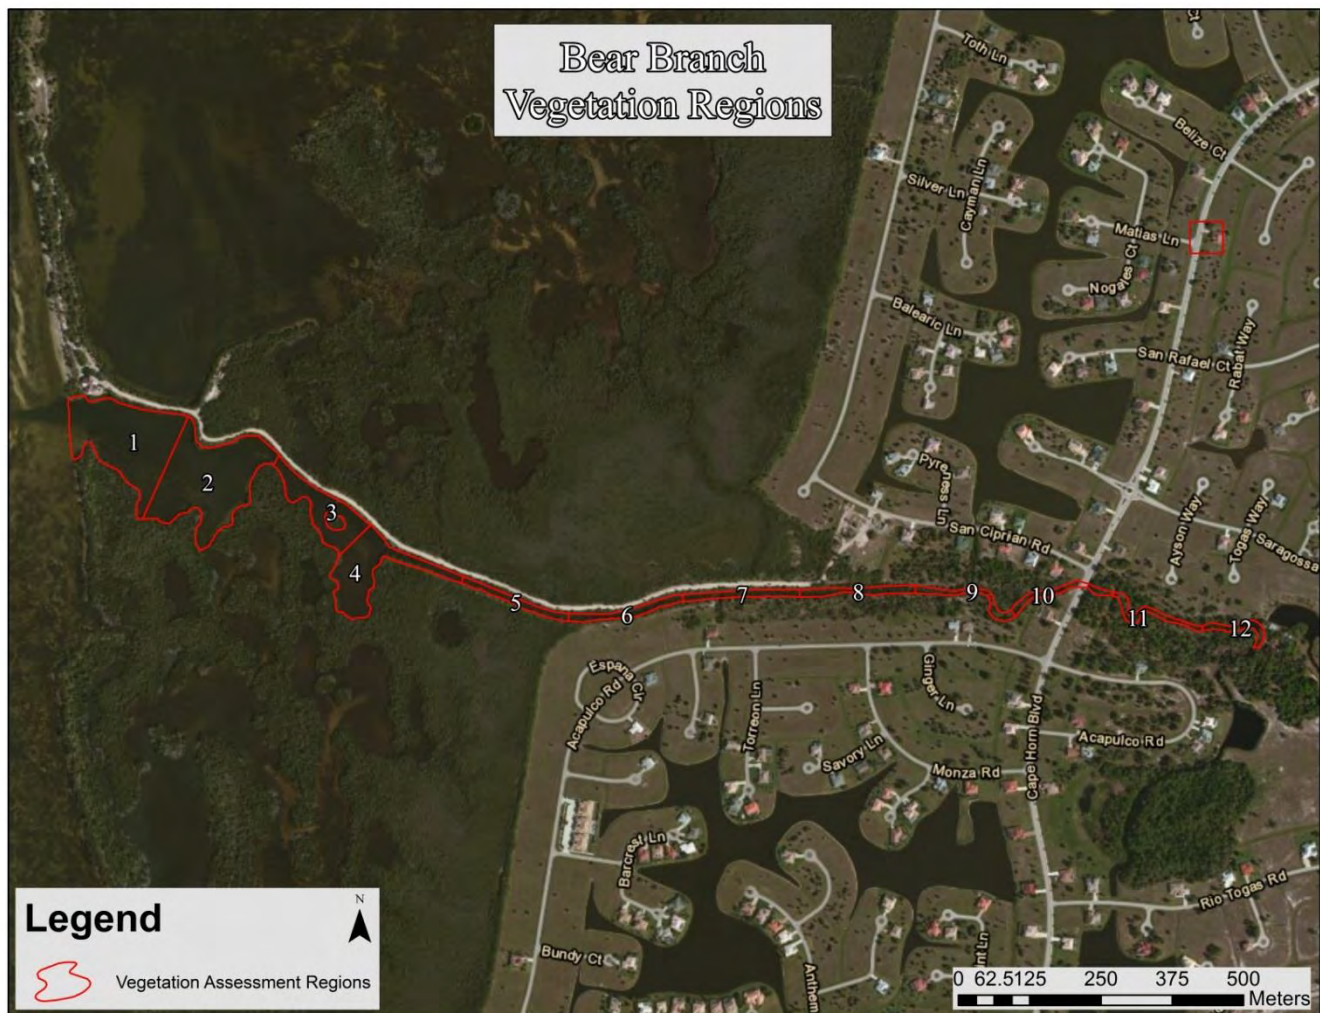 Bear Branch
Vegetation Regions
Toth Ln
Belize Ct
Silver Ln
Cayman Ln
Matias Ln
Balearic Ln
San Rafael Ct
Rabat Way
1
2
3
4
5
6
7
8
9
10
11
12
San Ciprian Rd
Ayson Way
Togas Way
Saragossa
Espana Cir
Acapulco Rd
Torreon Ln
Ginger Ln
Savory Ln
Monza Rd
Cape Horn Blvd
Acapulco Rd
Barcrest Ln
Rio Togas Rd
Bundy Ct
Anthem
Legend
N
Vegetation Assessment Regions
0 62.5125 250 375 500
Meters